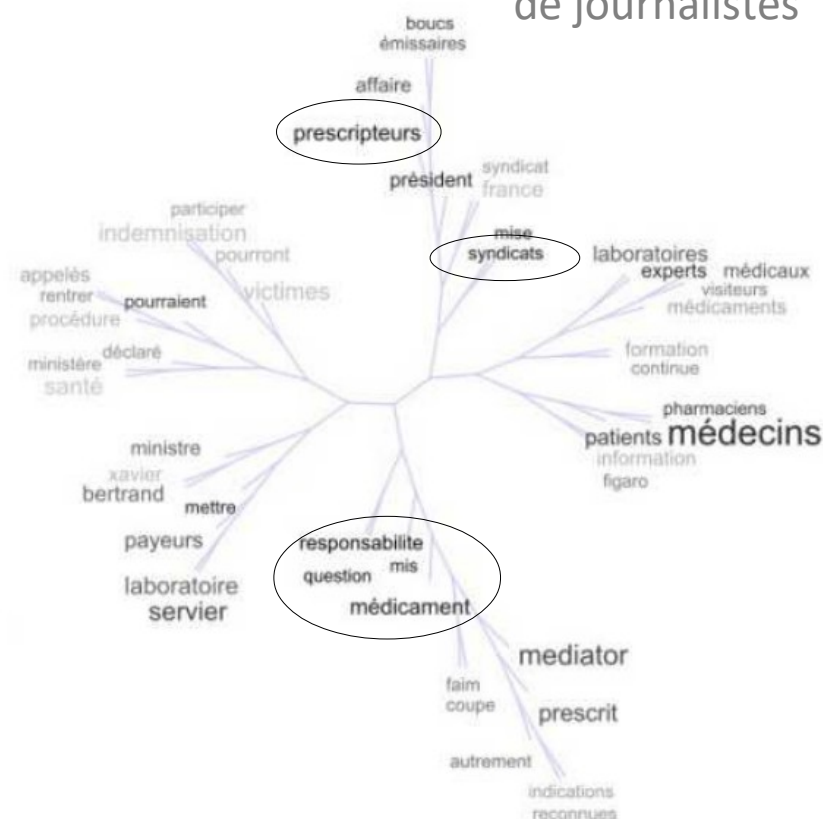 de journalistes
boucs
émissaires
affaire
prescripteurs
président
syndicat
france
mise
syndicats
participer
indemnisation
pourront
victimes
appelés
rentrer
pourraient
procédure
déclaré
ministère
santé
laboratoires
experts médicaux
visiteurs
médicaments
formation
continue
pharmaciens
patients médecins
information
figaro
ministre
xavier
bertrand
mettre
payeurs
laboratoire
servier
responsabilite
question mis
médicament
mediator
faim
coupe
prescrit
autrement
indications
reconnues